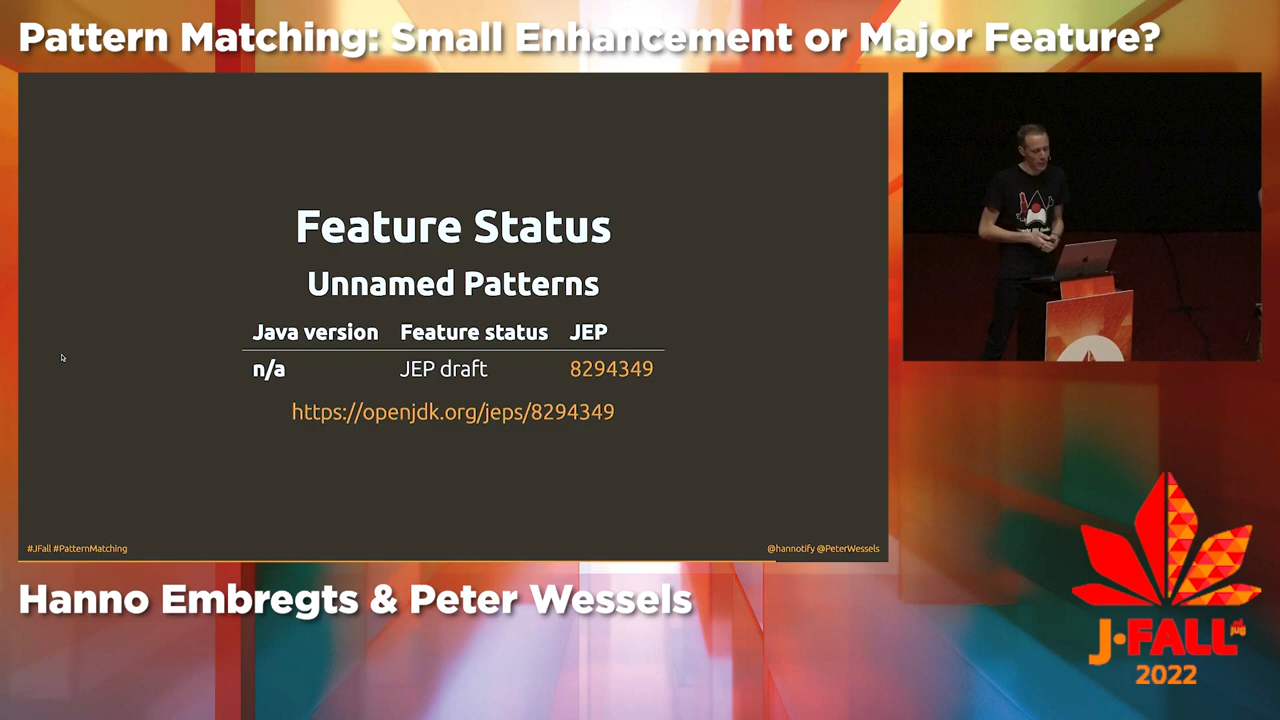 Pattern Matching: Small Enhancement or Major Feature?
Feature Status
Unnamed Patterns
Java version Feature status JEP
n/a JEP draft 8294349
https://openjdk.org/jeps/8294349
#JFall #PatternMatching
@hannotify @PeterWessels
Hanno Embregts & Peter Wessels
J-FALL
2022